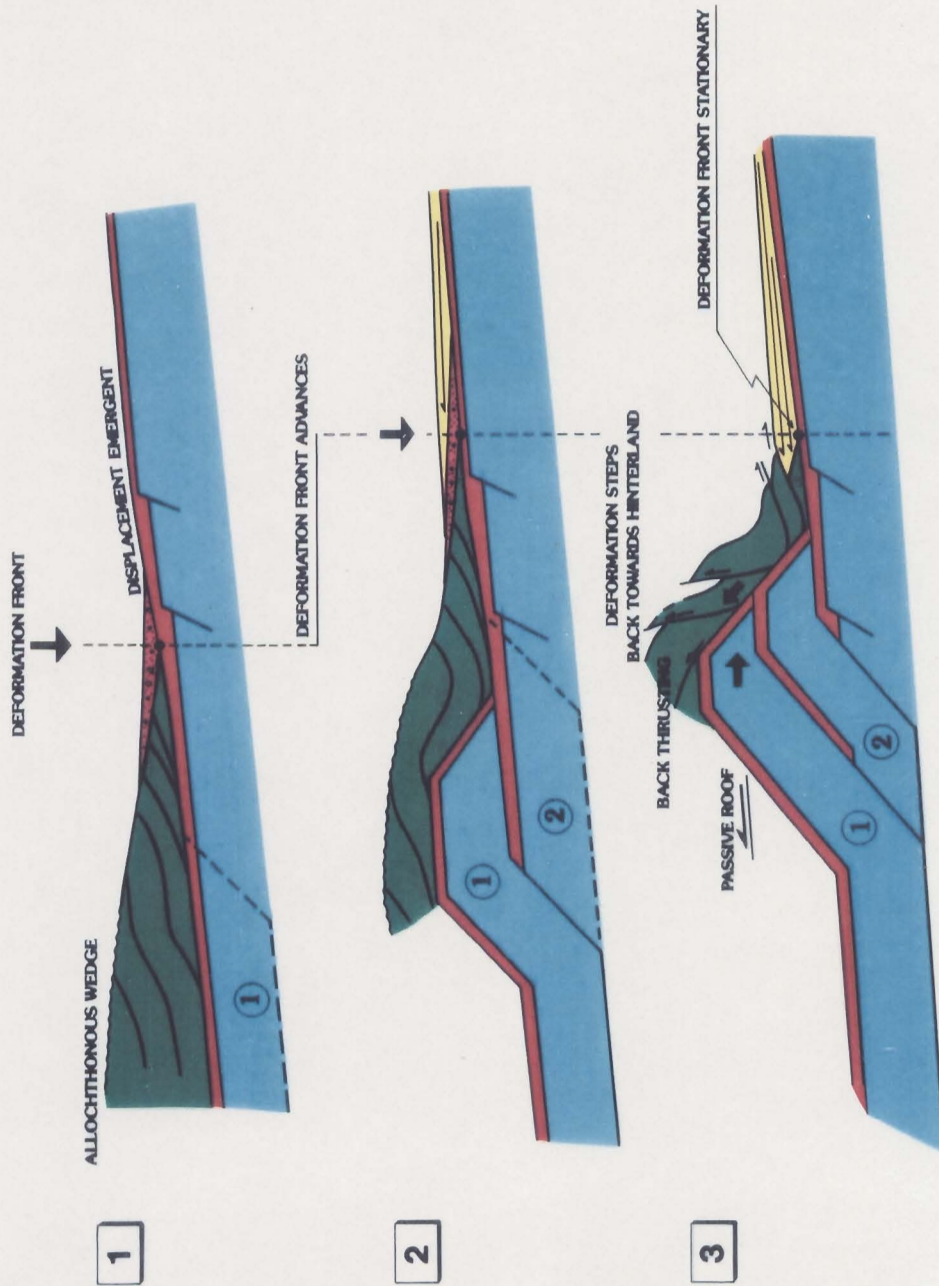 1
ALLOCHTHONOUS WEDGE
DEFORMATION FRONT
DISPLACEMENT EMERGENT
1
DEFORMATION FRONT ADVANCES
2
1
2
DEFORMATION STEPS
BACK TOWARDS HINTERLAND
3
BACK THRUSTING
PASSIVE ROOF
1
2
DEFORMATION FRONT STATIONARY